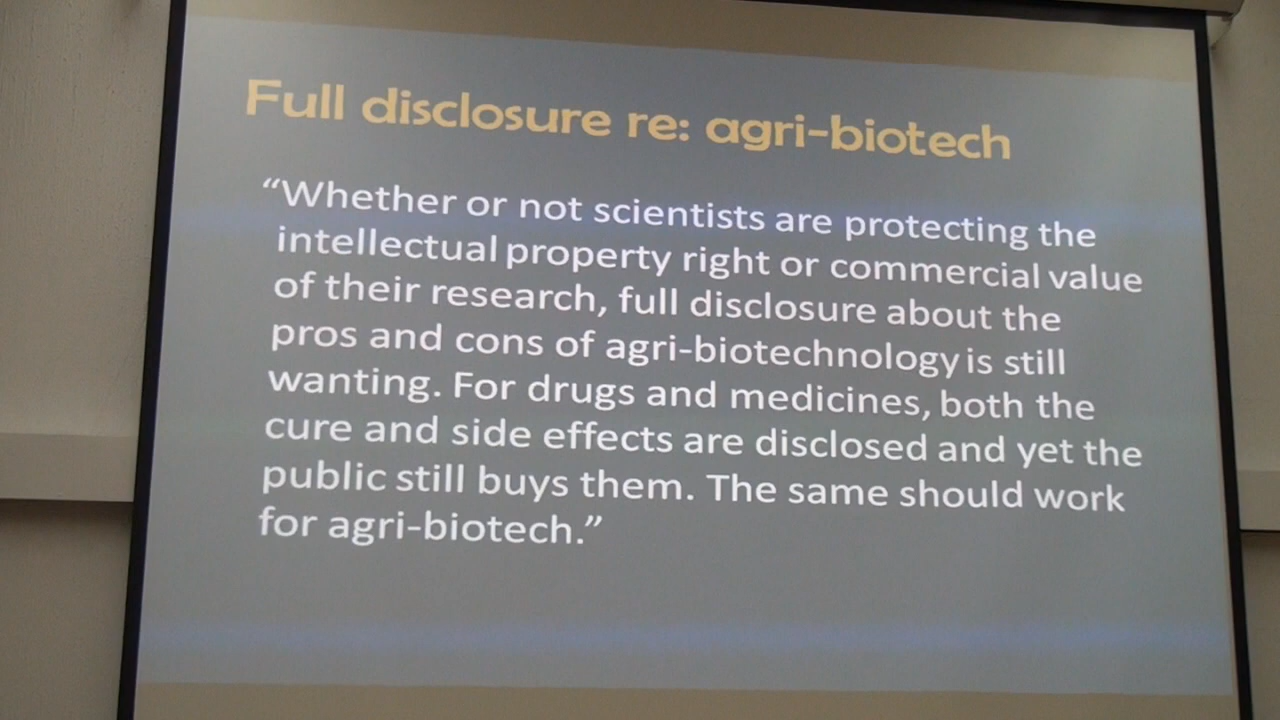 Full disclosure re: agri-biotech
“Whether or not scientists are protecting the
intellectual property right or commercial value
of their research, full disclosure about the
pros and cons of agri-biotechnology is still
wanting. For drugs and medicines, both the
cure and side effects are disclosed and yet the
public still buys them. The same should work
for agri-biotech.”